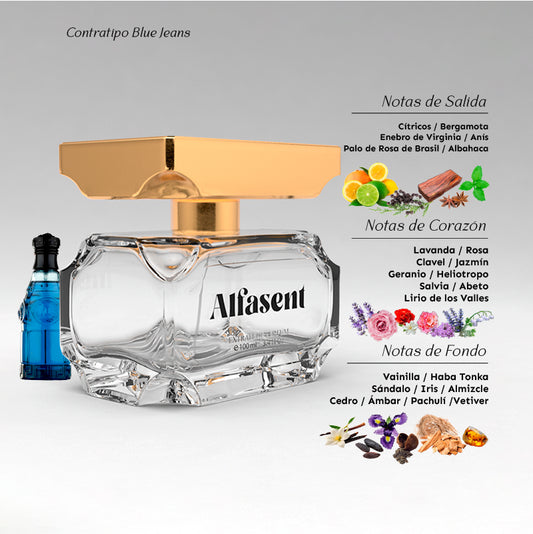 Contratipo Blue Jeans
Notas de Salida
Cítricos / Bergamota
Enebro de Virginia / Anís
Palo de Rosa de Brasil / Albahaca
Notas de Corazón
Lavanda / Rosa
Clavel / Jazmín
Geranio / Heliotropo
Salvia / Abeto
Lirio de los Valles
Notas de Fondo
Vainilla / Haba Tonka
Sándalo / Iris / Almizcle
Cedro / Ámbar / Pachulí /Vetiver
Alfasent